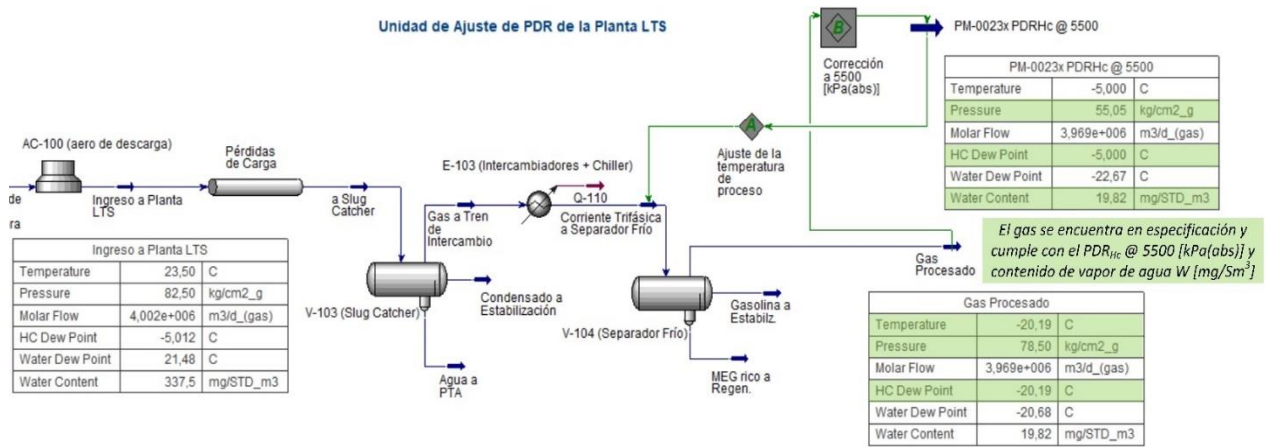 Unidad de Ajuste de PDR de la Planta LTS
B
Corrección
a 5500
[kPa(abs)]
PM-0023x PDRHc @ 5500
PM-0023x PDRHc @ 5500
Temperature -5,000 C
Pressure 55,05 kg/cm2_g
Molar Flow 3,969e+006 m3/d_(gas)
HC Dew Point -5,000 C
Water Dew Point -22,67 C
Water Content 19,82 mg/STD_m3
AC-100 (aero de descarga)
de
ra
Ingreso a Planta
LTS
Pérdidas
de Carga
a Slug
Catcher
E-103 (Intercambiadores + Chiller)
Q-110
Gas a Tren
de
Intercambio
Corriente Trifásica
a Separador Frío
A
Ajuste de la
temperatura
de
proceso
El gas se encuentra en especificación y
cumple con el PDRHc @ 5500 [kPa(abs)] y
contenido de vapor de agua W [mg/Sm3]
Ingreso a Planta LTS
Temperature 23,50 C
Pressure 82,50 kg/cm2_g
Molar Flow 4,002e+006 m3/d_(gas)
HC Dew Point -5,012 C
Water Dew Point 21,48 C
Water Content 337,5 mg/STD_m3
V-103 (Slug Catcher)
Condensado a
Estabilización
Agua a
PTA
V-104 (Separador Frío)
Gas
Procesado
Gasolina a
Estabilz.
MEG rico a
Regen.
Gas Procesado
Temperature -20,19 C
Pressure 78,50 kg/cm2_g
Molar Flow 3,969e+006 m3/d_(gas)
HC Dew Point -20,19 C
Water Dew Point -20,68 C
Water Content 19,82 mg/STD_m3